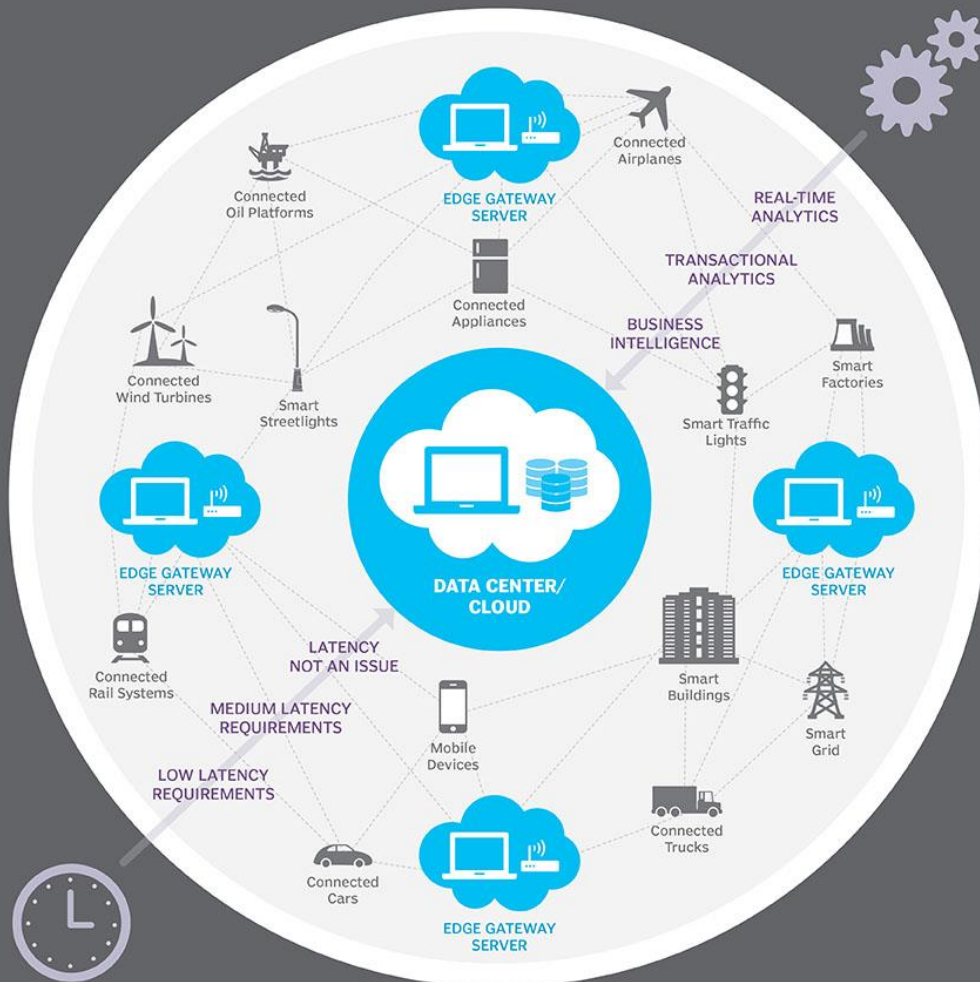 Connected
Airplanes
Connected
Oil Platforms
EDGE GATEWAY
SERVER
REAL-TIME
ANALYTICS
TRANSACTIONAL
ANALYTICS
Connected
Appliances
BUSINESS
INTELLIGENCE
Connected
Wind Turbines
Smart
Streetlights
Smart Traffic
Lights
Smart
Factories
EDGE GATEWAY
SERVER
DATA CENTER/
CLOUD
EDGE GATEWAY
SERVER
Connected
Rail Systems
LATENCY
NOT AN ISSUE
MEDIUM LATENCY
REQUIREMENTS
LOW LATENCY
REQUIREMENTS
Mobile
Devices
Smart
Buildings
Smart
Grid
Connected
Trucks
Connected
Cars
EDGE GATEWAY
SERVER